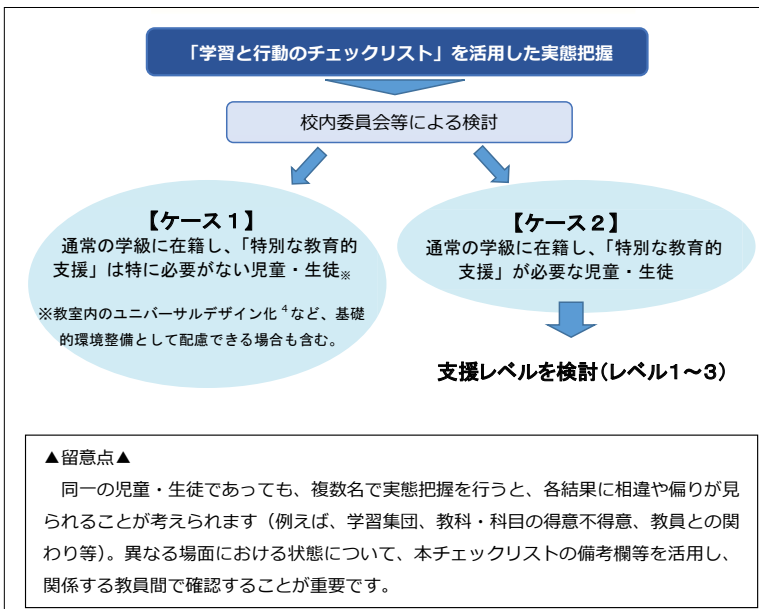 「学習と行動のチェックリスト」を活用した実態把握
校内委員会等による検討
【ケース１】
通常の学級に在籍し、「特別な教育的
支援」は特に必要がない児童・生徒※
※教室内のユニバーサルデザイン化４など、基礎
的環境整備として配慮できる場合も含む。
【ケース２】
通常の学級に在籍し、「特別な教育的
支援」が必要な児童・生徒
支援レベルを検討（レベル１～３）
▲留意点▲
同一の児童・生徒であっても、複数名で実態把握を行うと、各結果に相違や偏りが見
られることが考えられます（例えば、学習集団、教科・科目の得意不得意、教員との関
わり等）。異なる場面における状態について、本チェックリストの備考欄等を活用し、
関係する教員間で確認することが重要です。